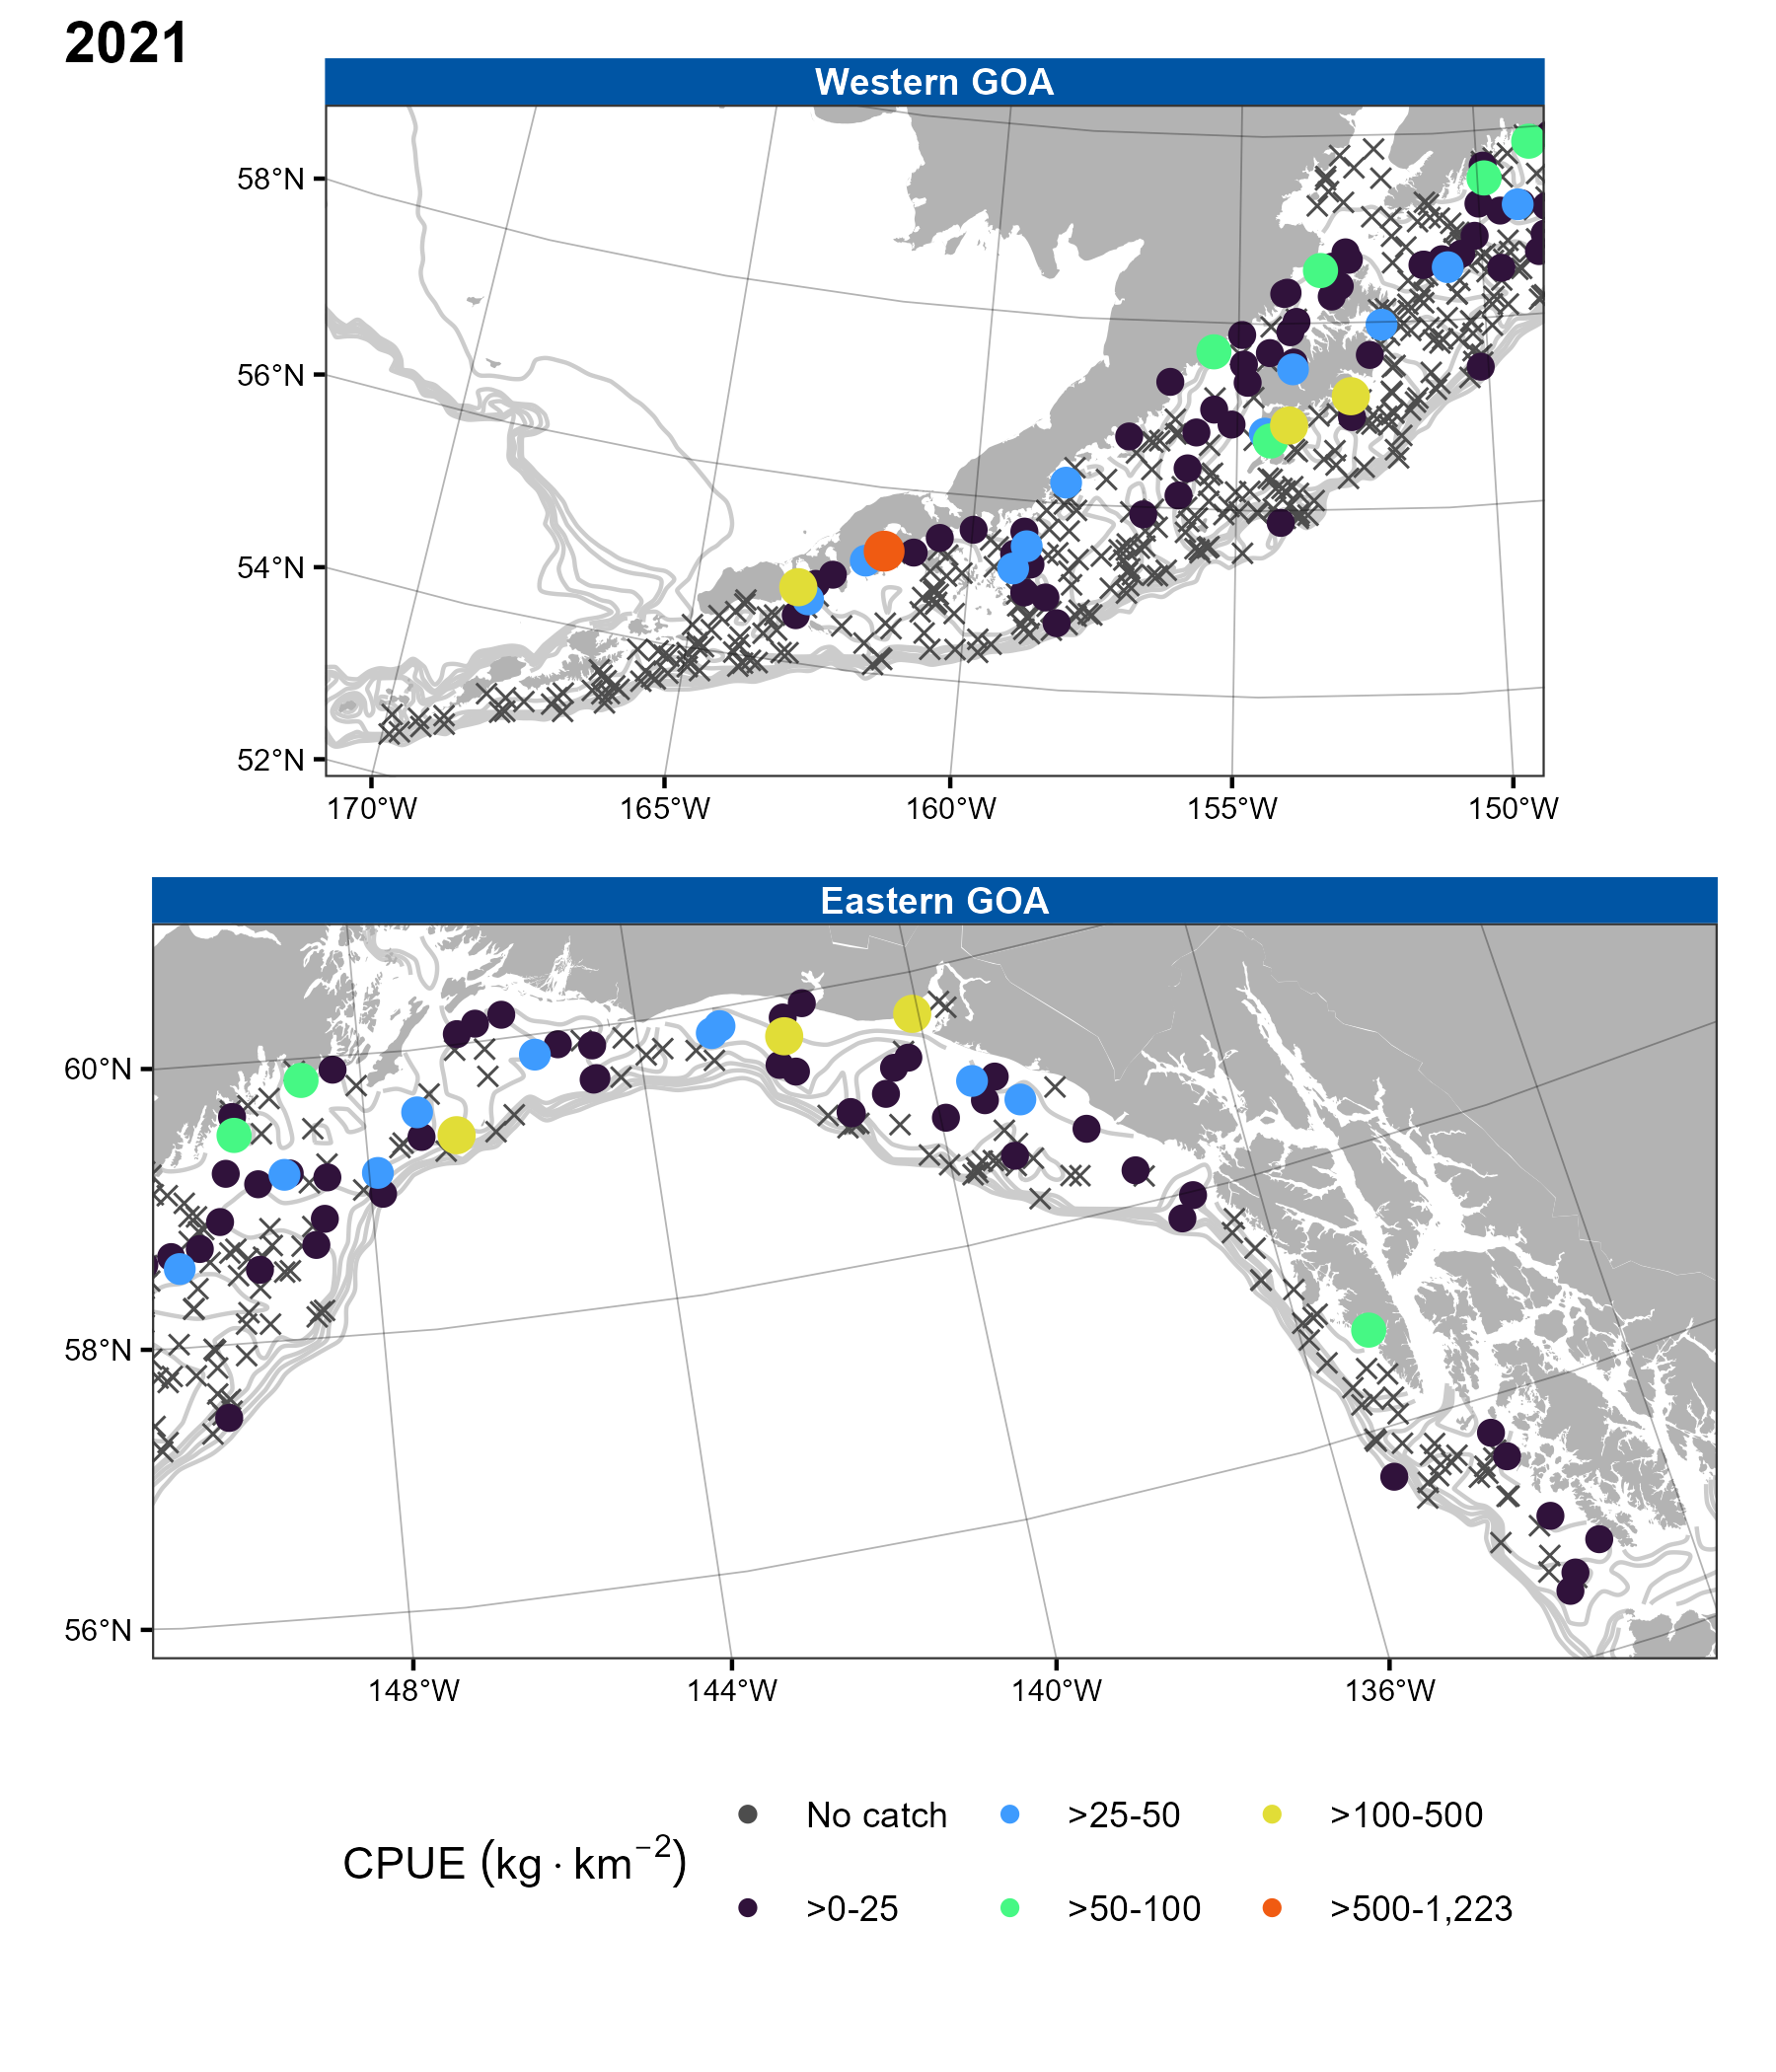 2021
Western GOA
58°N
56°N
54°N
52°N
170°W 165°W 160°W 155°W 150°W
Eastern GOA
60°N
58°N
56°N
148°W 144°W 140°W 136°W
CPUE (kg · km⁻²)
No catch >25-50 >100-500
>0-25 >50-100 >500-1,223